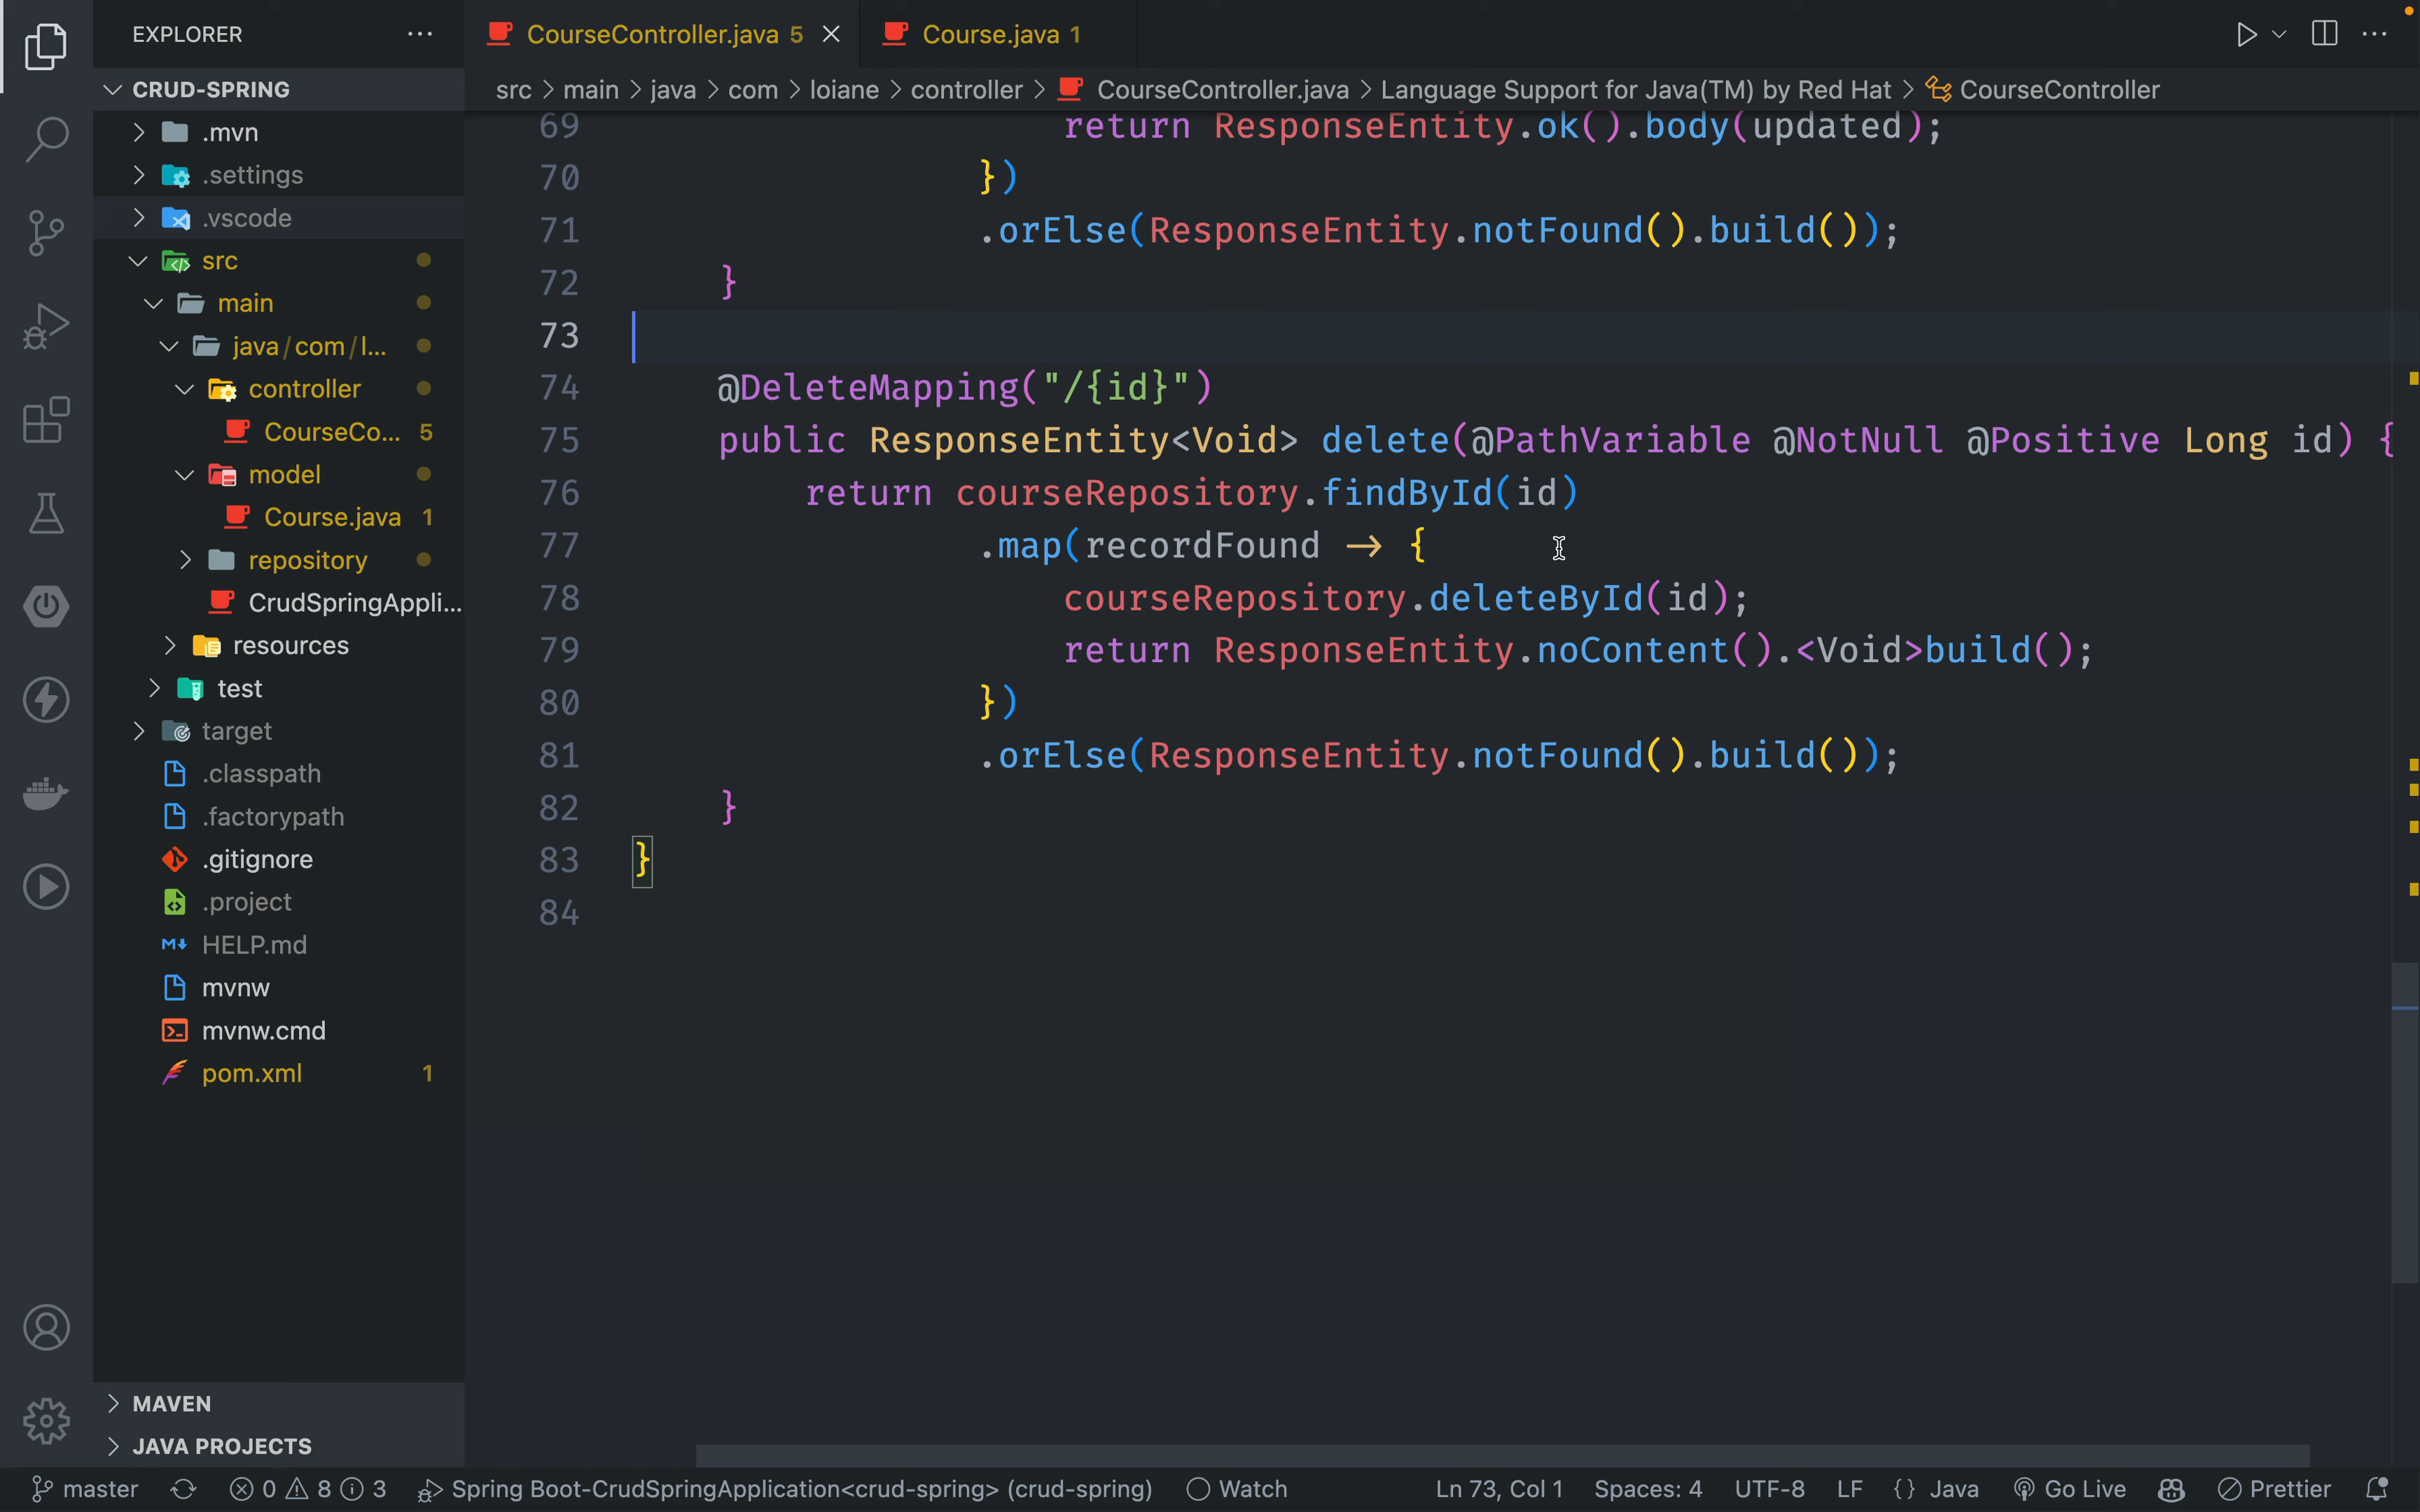 EXPLORER
CourseController.java 5
Course.java 1
CRUD-SPRING
src > main > java > com > loiane > controller > CourseController.java > Language Support for Java(TM) by Red Hat > CourseController
.mvn
.settings
.vscode
src
main
java/com/l...
controller
CourseCo... 5
model
Course.java 1
repository
CrudSpringAppli...
resources
test
target
.classpath
.factorypath
.gitignore
.project
HELP.md
mvnw
mvnw.cmd
pom.xml 1
MAVEN
JAVA PROJECTS
69 return ResponseEntity.ok().body(updated);
70 })
71 .orElse(ResponseEntity.notFound().build());
72 }
73
74 @DeleteMapping("/{id}")
75 public ResponseEntity<Void> delete(@PathVariable @NotNull @Positive Long id) {
76 return courseRepository.findById(id)
77 .map(recordFound -> {
78 courseRepository.deleteById(id);
79 return ResponseEntity.noContent().<Void>build();
80 })
81 .orElse(ResponseEntity.notFound().build());
82 }
83 }
84
master 0 8 3 Spring Boot-CrudSpringApplication<crud-spring> (crud-spring) Watch Ln 73, Col 1 Spaces: 4 UTF-8 LF {} Java Go Live Prettier